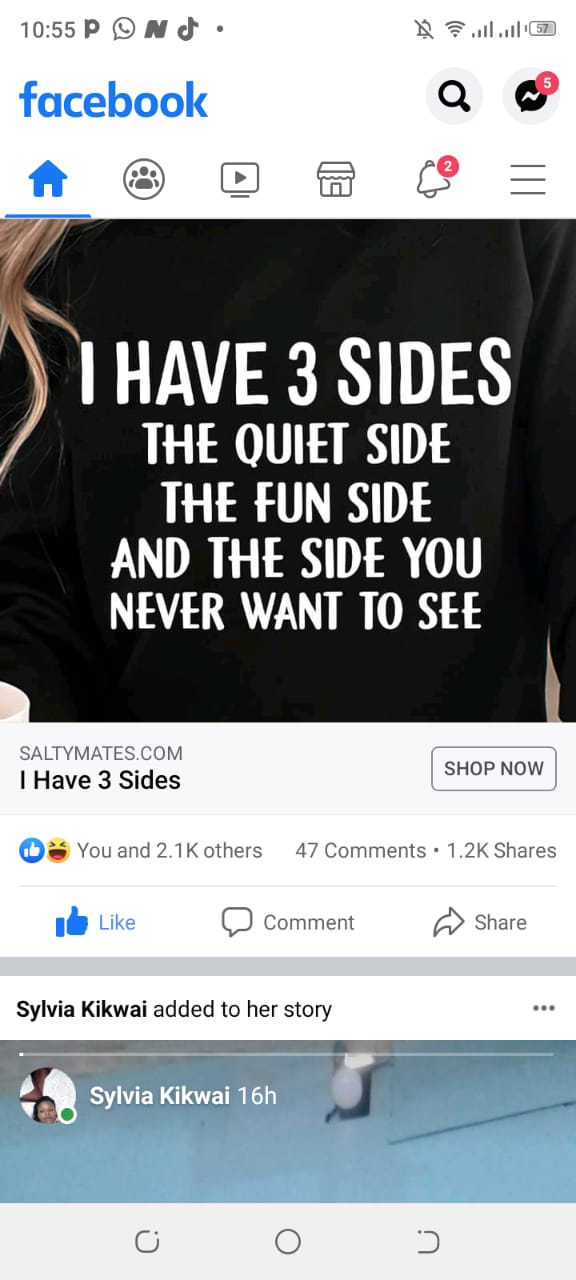 10:55
57
facebook
5
2
I HAVE 3 SIDES
THE QUIET SIDE
THE FUN SIDE
AND THE SIDE YOU
NEVER WANT TO SEE
SALTYMATES.COM
I Have 3 Sides
SHOP NOW
You and 2.1K others 47 Comments • 1.2K Shares
Like Comment Share
Sylvia Kikwai added to her story
Sylvia Kikwai 16h